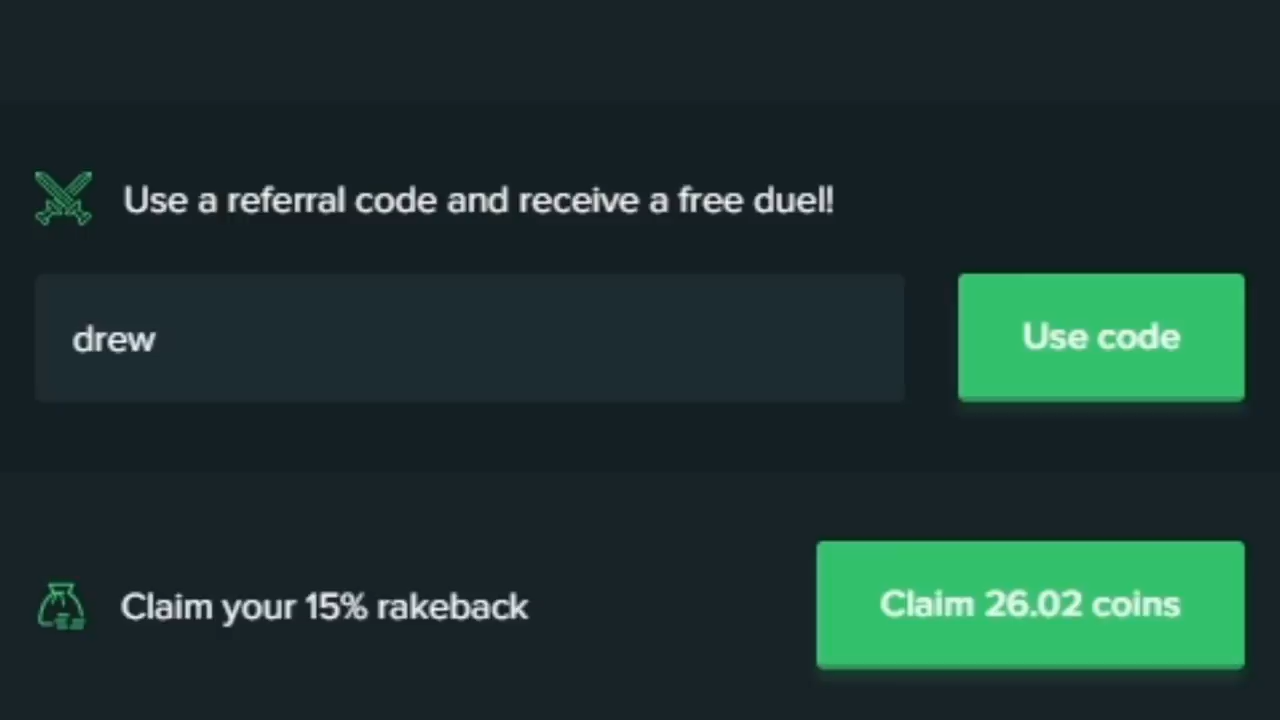 Use a referral code and receive a free duel!
drew
Use code
Claim your 15% rakeback
Claim 26.02 coins